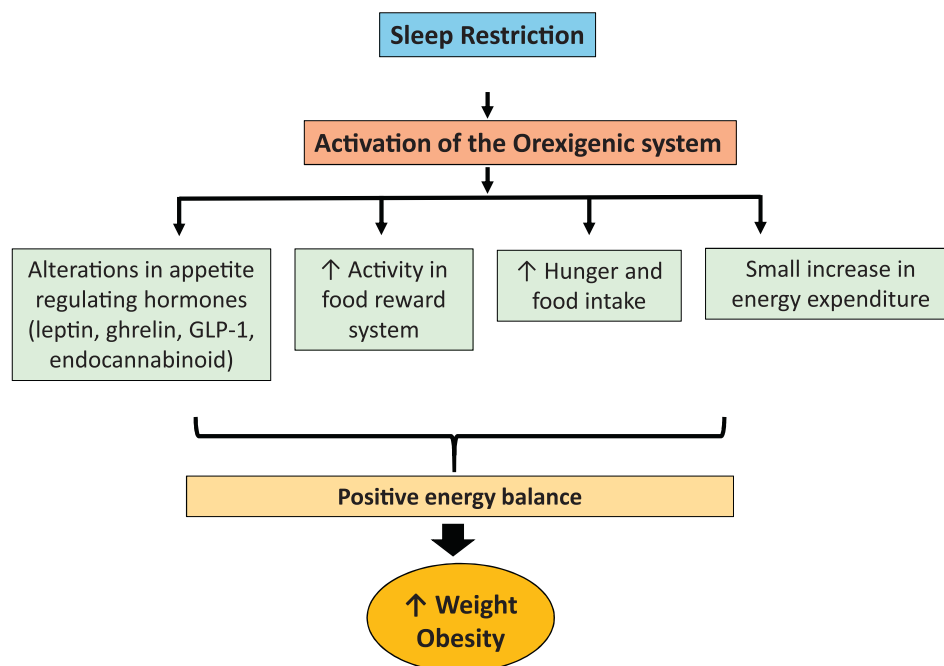 Sleep Restriction
Activation of the Orexigenic system
Alterations in appetite
regulating hormones
(leptin, ghrelin, GLP-1,
endocannabinoid)
↑ Activity in
food reward
system
↑ Hunger and
food intake
Small increase in
energy expenditure
Positive energy balance
↑ Weight
Obesity